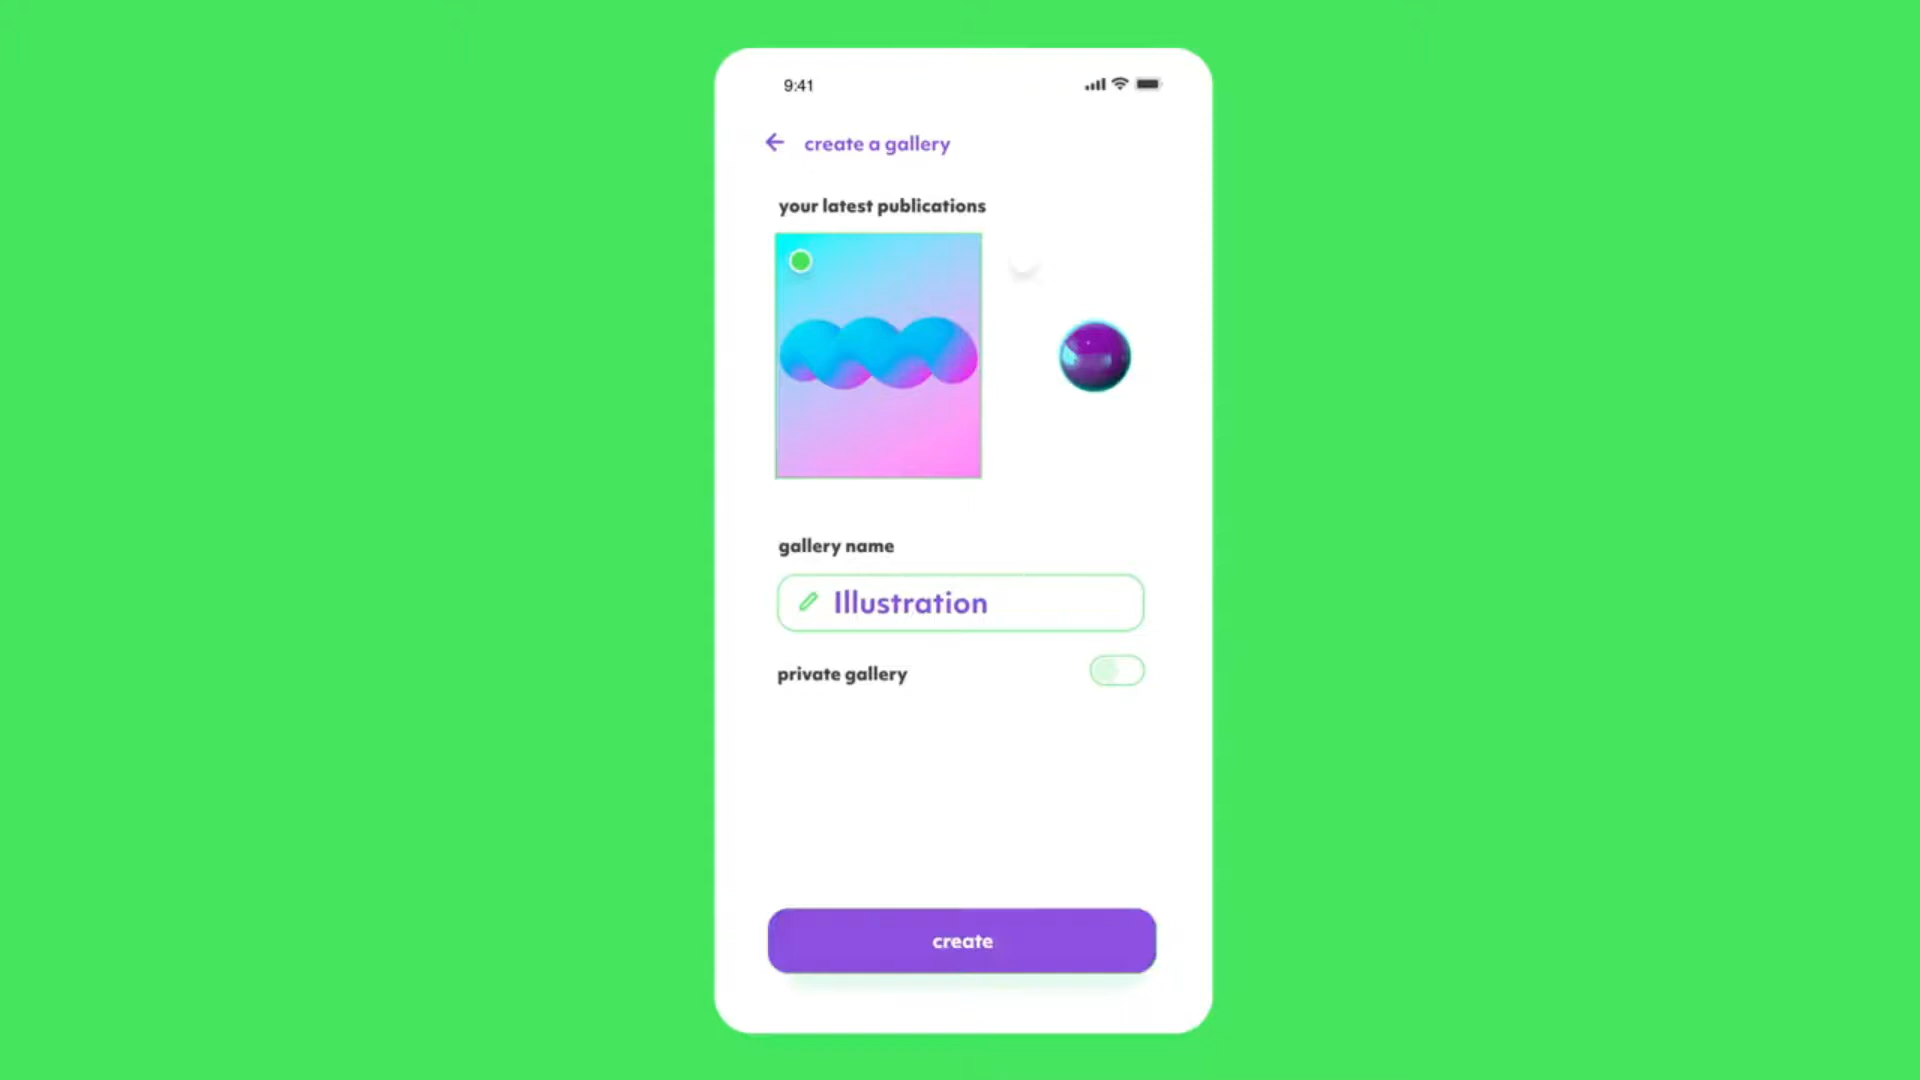 9:41
create a gallery
your latest publications
gallery name
Illustration
private gallery
create